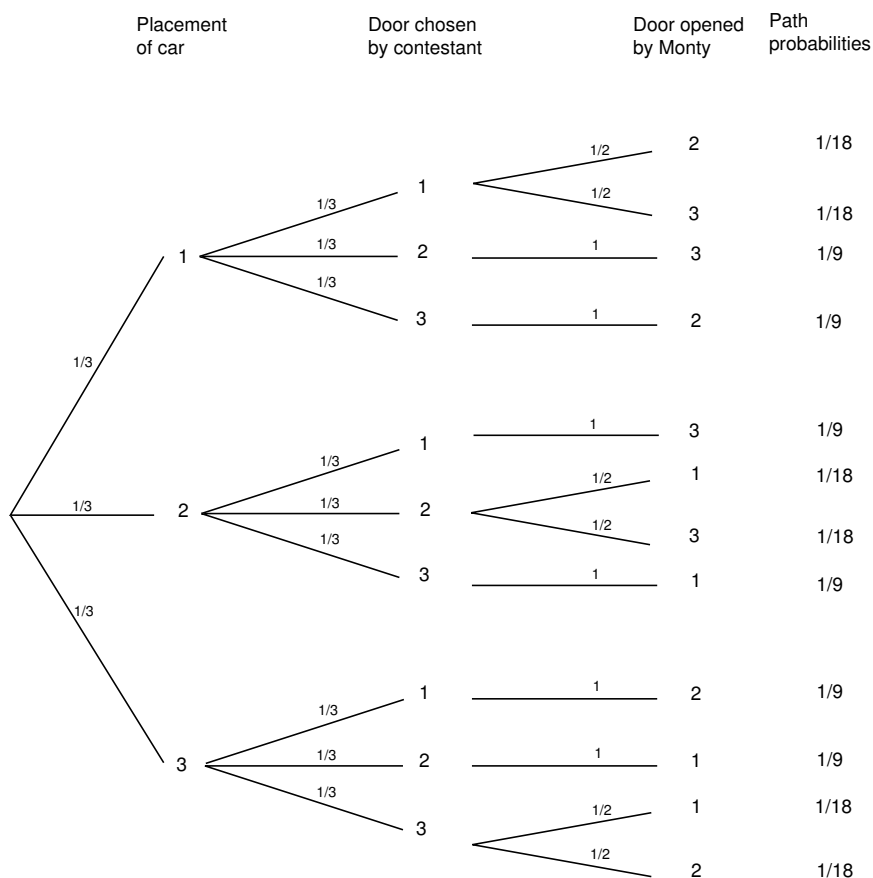 Placement of car
Door chosen by contestant
Door opened by Monty
Path probabilities
1/2 2 1/18
1 1/3
1/2 3 1/18
1 1/3 2 1 3 1/9
1/3 3 1 2 1/9
1/3
1/3 1 1 3 1/9
1/2 1 1/18
1/3 2 1/3 2
1/2 3 1/18
1/3 3 1 1 1/9
1/3
1/3 1 1 2 1/9
3 1/3 2 1 1 1/9
1/3 3 1/2 1 1/18
1/2 2 1/18